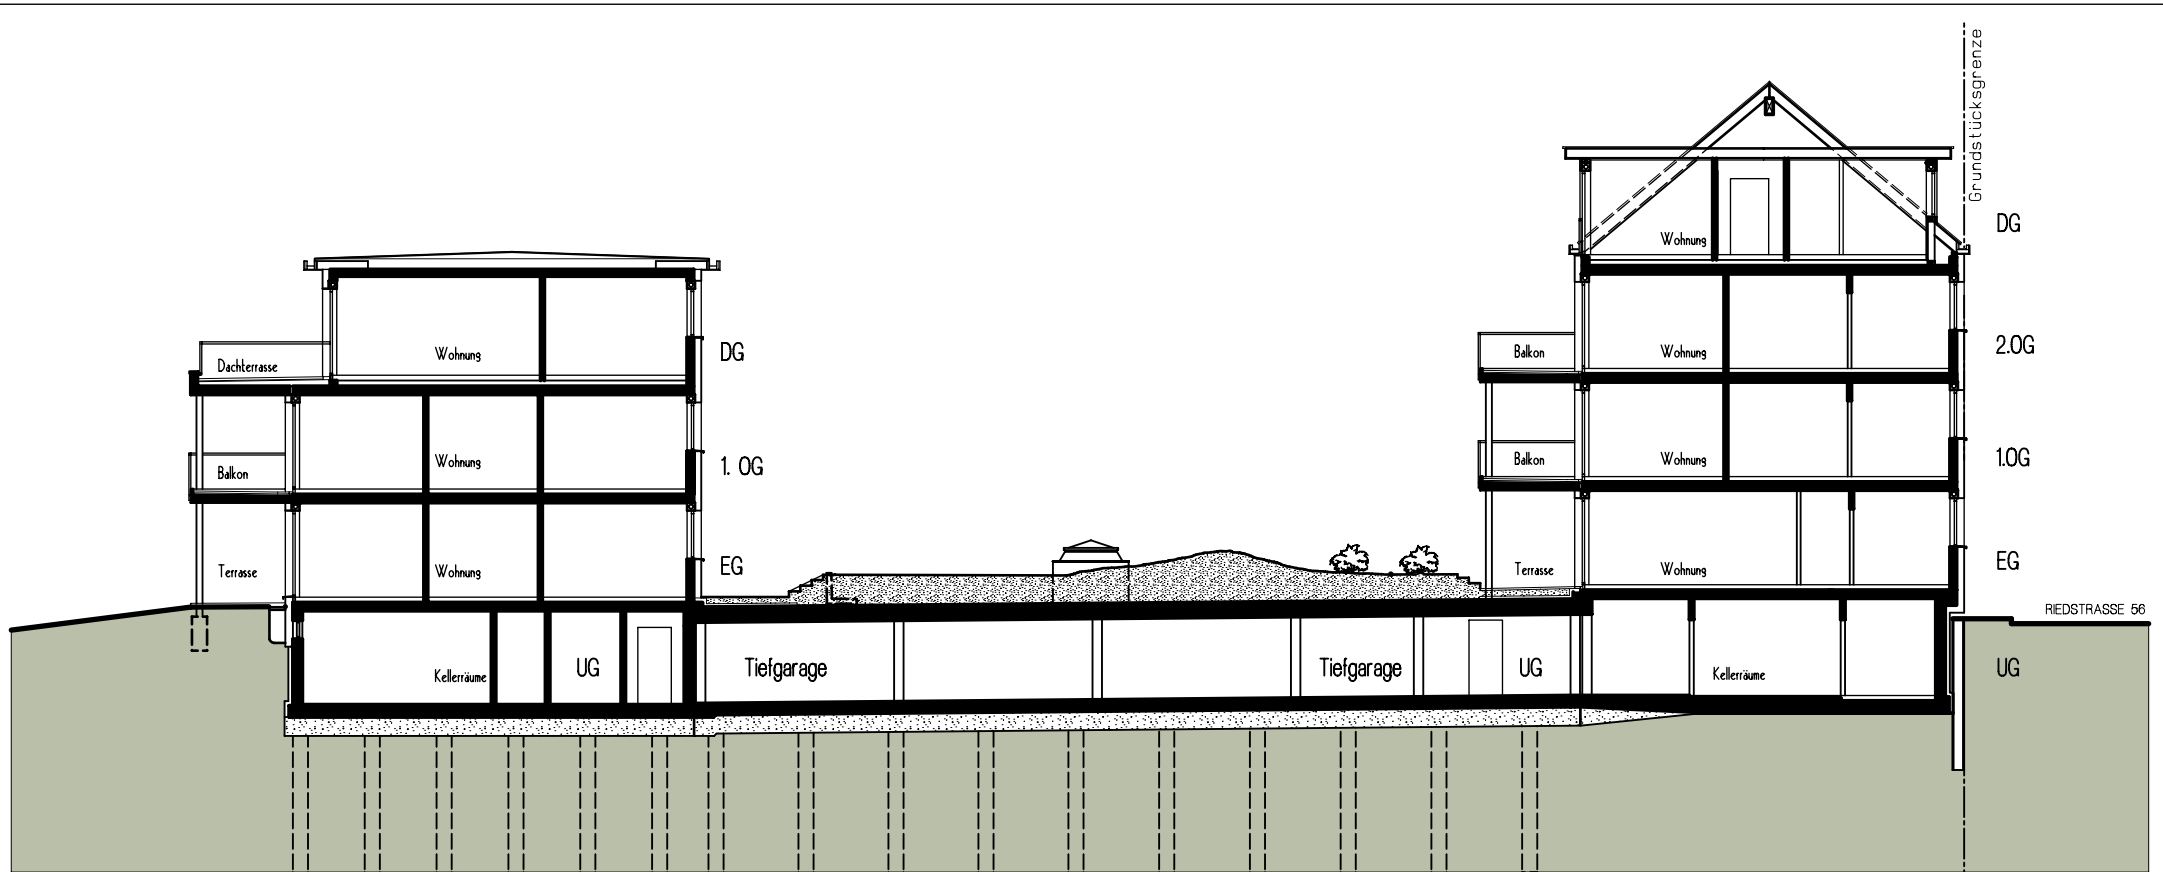 Grundstücksgrenze
DG
Wohnung
2.OG
Balkon
Wohnung
DG
Wohnung
Dachterrasse
1.OG
Balkon
Wohnung
1. OG
Wohnung
Balkon
EG
Terrasse
Wohnung
EG
Wohnung
Terrasse
RIEDSTRASSE 56
Kellerräume
UG
Tiefgarage
Tiefgarage
UG
Kellerräume
UG